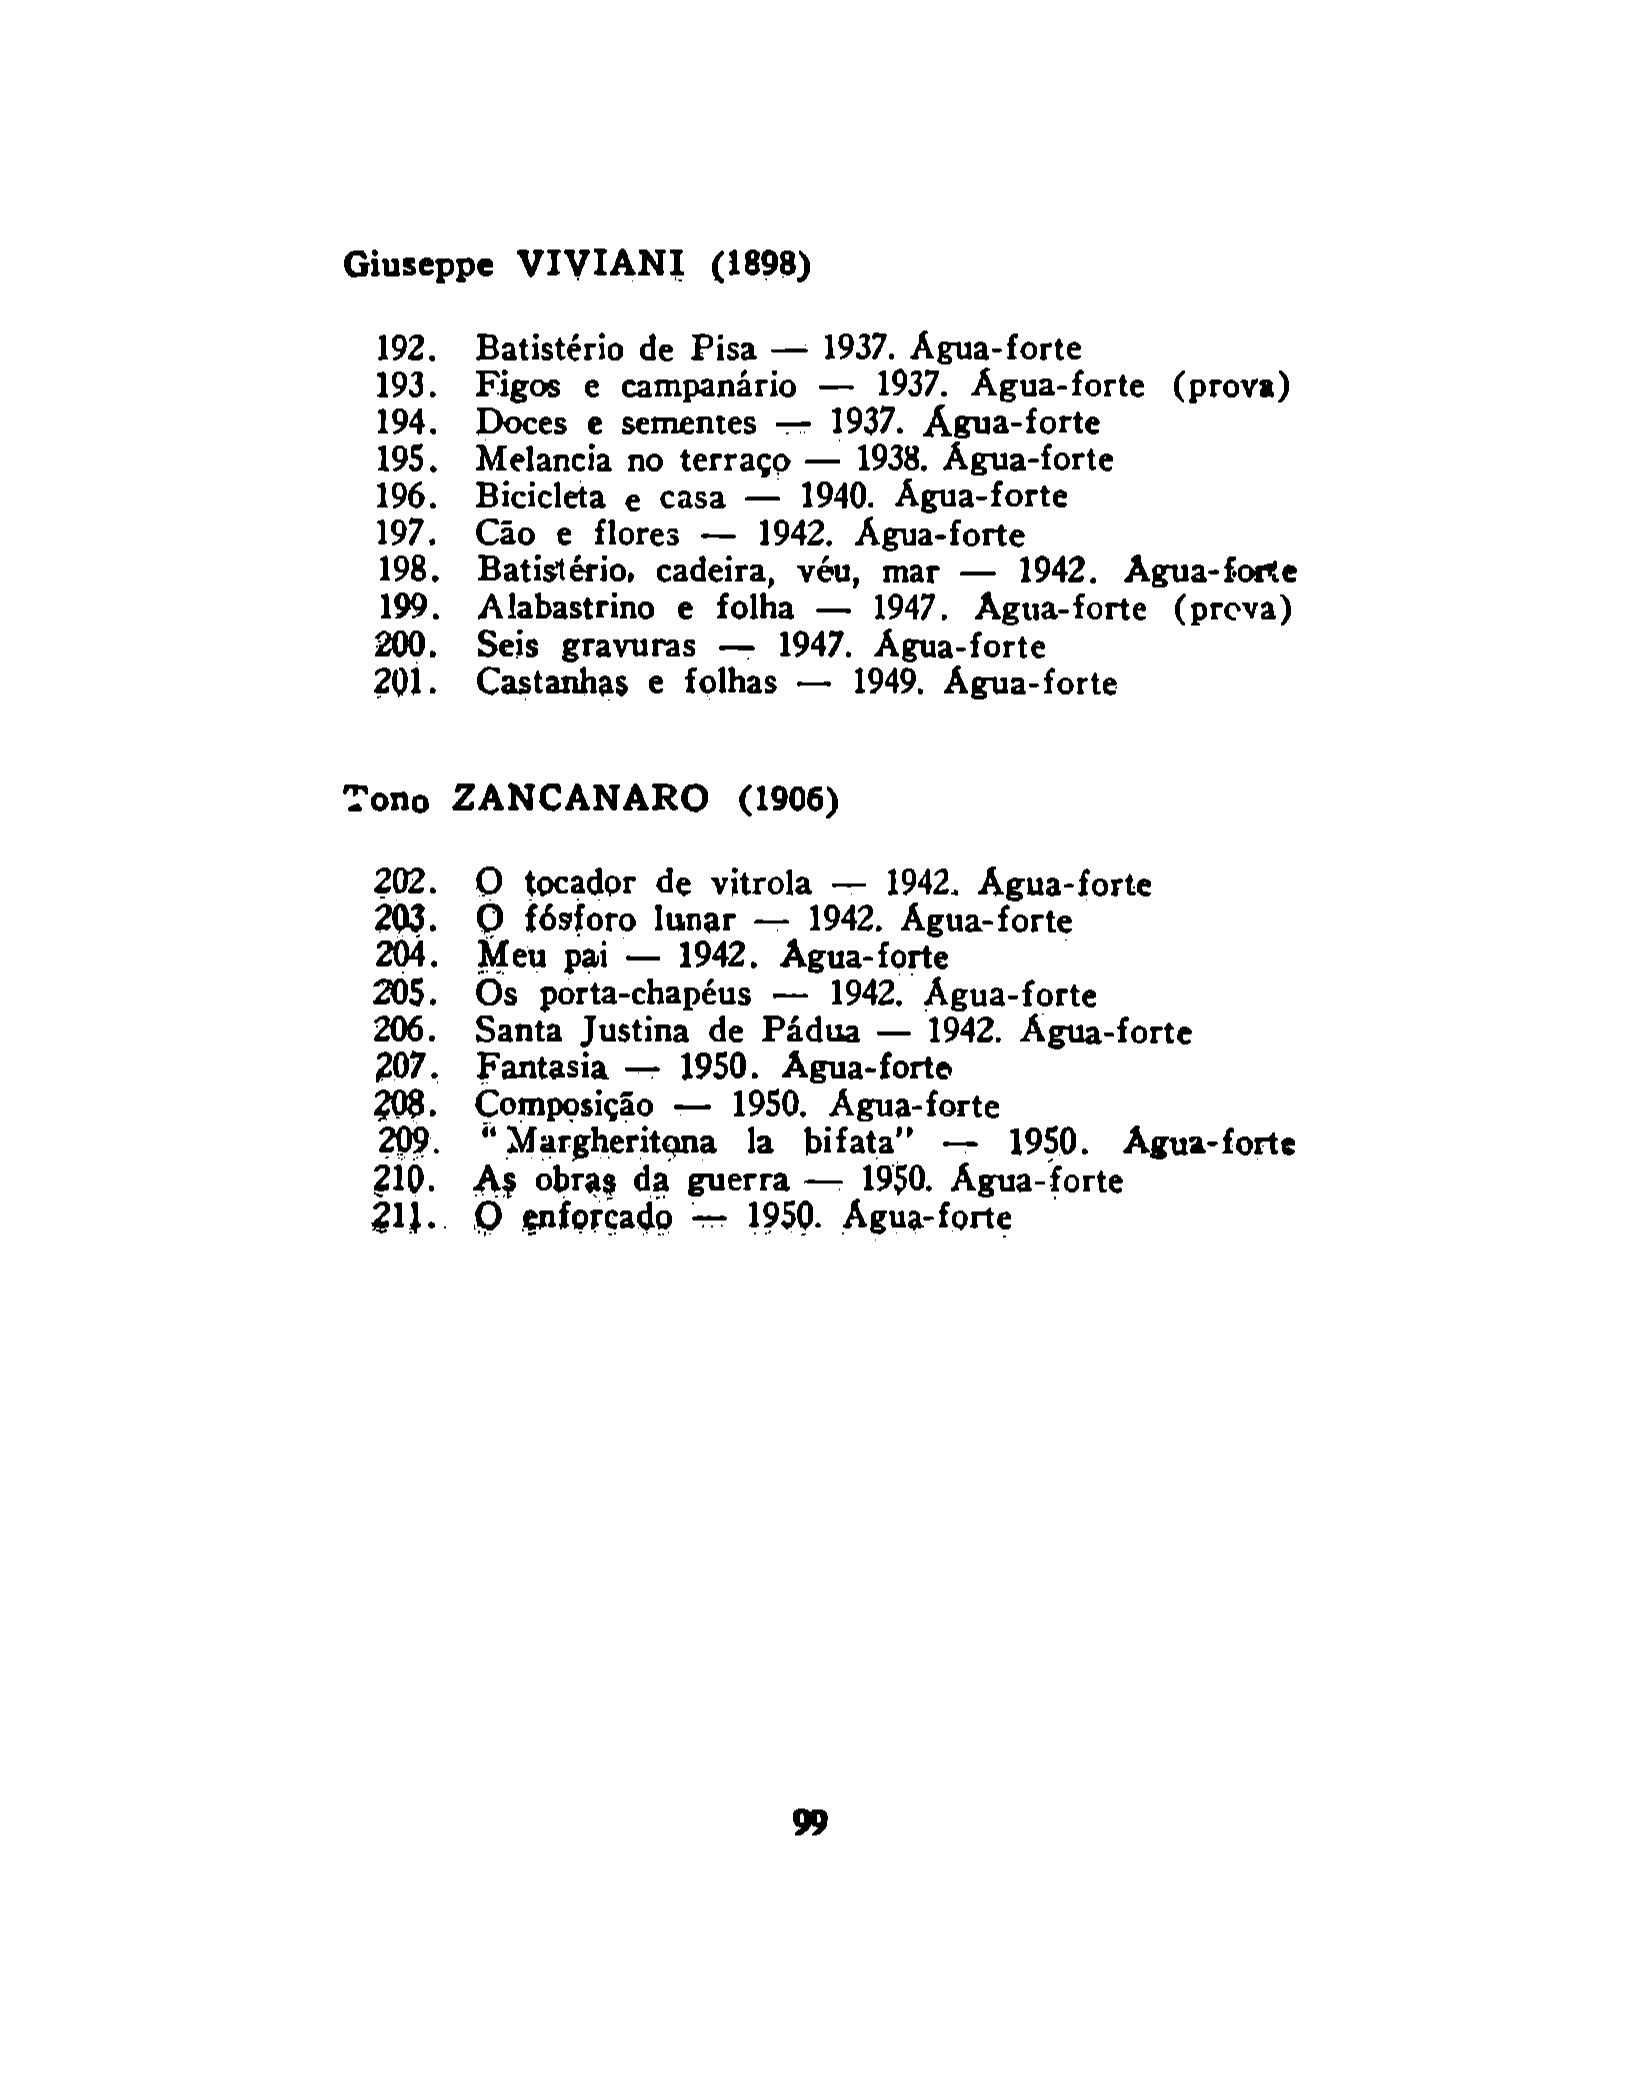 Giuseppe VIVIANI (1898)
192. Batistério de Pisa — 1937. Água-forte
193. Figos e campanário — 1937. Água-forte (prova)
194. Doces e sementes — 1937. Água-forte
195. Melancia no terraço — 1938. Água-forte
196. Bicicleta e casa — 1940. Água-forte
197. Cão e flores — 1942. Água-forte
198. Batistério, cadeira, véu, mar — 1942. Água-forte
199. Alabastrino e folha — 1947. Água-forte (prova)
200. Seis gravuras — 1947. Água-forte
201. Castanhas e folhas — 1949. Água-forte
Tono ZANCANARO (1906)
202. O tocador de vitrola — 1942. Água-forte
203. O fósforo lunar — 1942. Água-forte
204. Meu pai — 1942. Água-forte
205. Os porta-chapéus — 1942. Água-forte
206. Santa Justina de Pádua — 1942. Água-forte
207. Fantasia — 1950. Água-forte
208. Composição — 1950. Água-forte
209. "Margheritona la bifata" — 1950. Água-forte
210. As obras da guerra — 1950. Água-forte
211. O enforcado — 1950. Água-forte
99